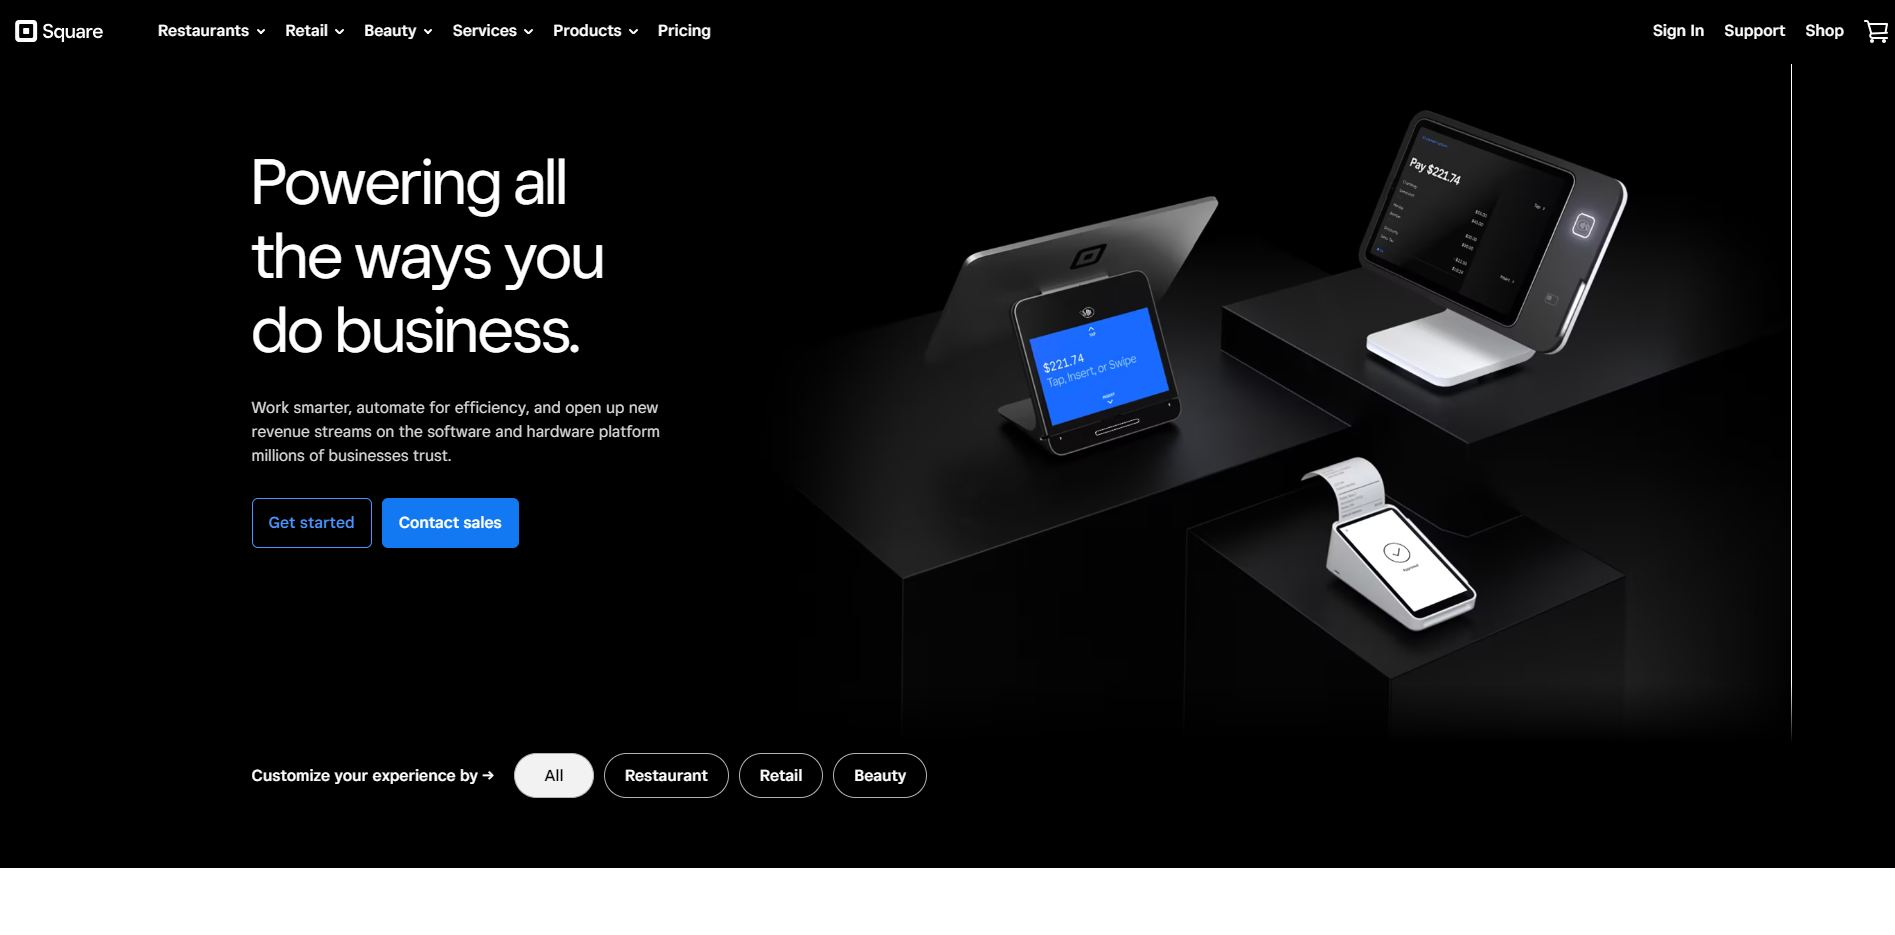 Square
Restaurants
Retail
Beauty
Services
Products
Pricing
Sign In
Support
Shop
Powering all
the ways you
do business.
Work smarter, automate for efficiency, and open up new
revenue streams on the software and hardware platform
millions of businesses trust.
Get started
Contact sales
Pay $221.74
$221.74
Tap, Insert, or Swipe
Approved
Customize your experience by →
All
Restaurant
Retail
Beauty